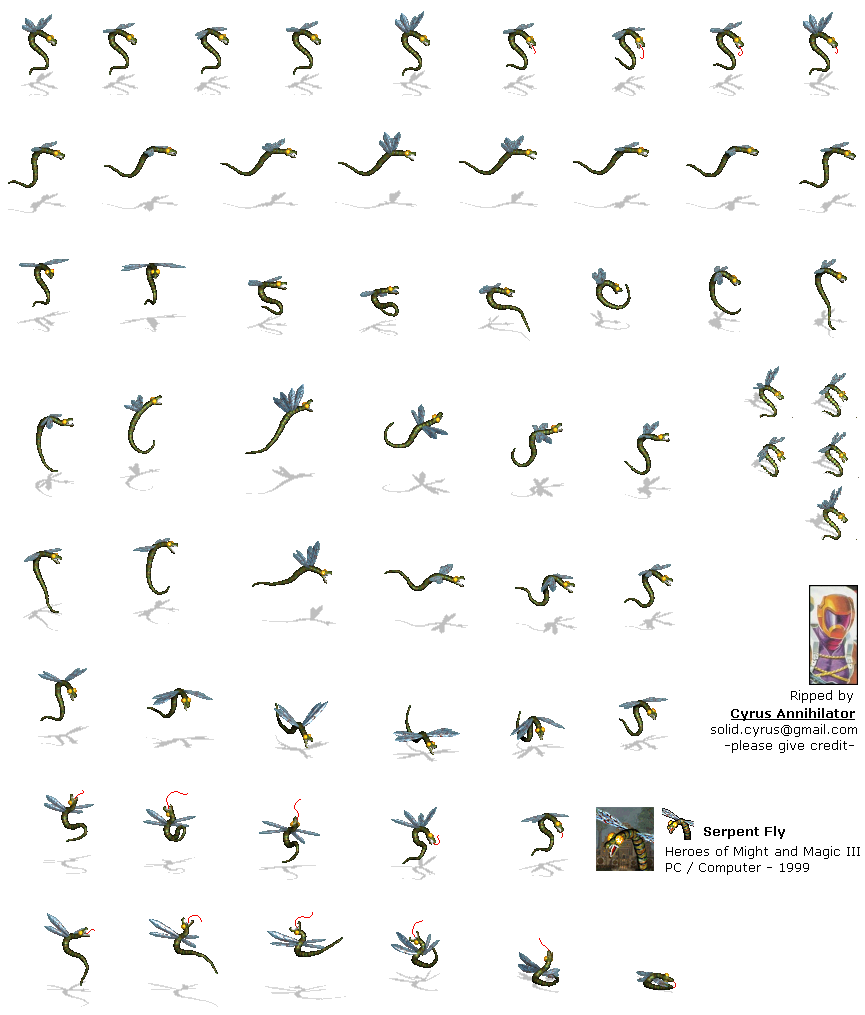 Ripped by
Cyrus Annihilator
solid.cyrus@gmail.com
-please give credit-
Serpent Fly
Heroes of Might and Magic III
PC / Computer - 1999